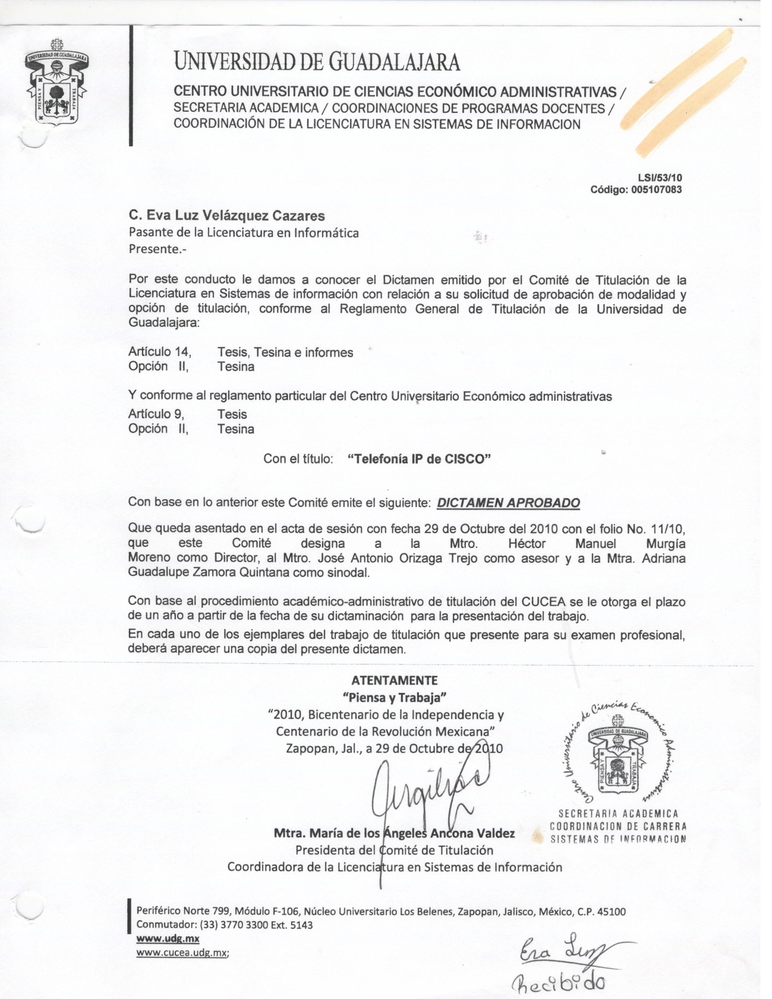 UNIVERSIDAD DE GUADALAJARA
PIENSA Y
TRABAJA
UNIVERSIDAD DE GUADALAJARA
CENTRO UNIVERSITARIO DE CIENCIAS ECONÓMICO ADMINISTRATIVAS /
SECRETARIA ACADEMICA / COORDINACIONES DE PROGRAMAS DOCENTES /
COORDINACIÓN DE LA LICENCIATURA EN SISTEMAS DE INFORMACION
LSI/53/10
Código: 005107083
C. Eva Luz Velázquez Cazares
Pasante de la Licenciatura en Informática
Presente.-
Por este conducto le damos a conocer el Dictamen emitido por el Comité de Titulación de la
Licenciatura en Sistemas de información con relación a su solicitud de aprobación de modalidad y
opción de titulación, conforme al Reglamento General de Titulación de la Universidad de
Guadalajara:
Artículo 14, Tesis, Tesina e informes
Opción II, Tesina
Y conforme al reglamento particular del Centro Universitario Económico administrativas
Artículo 9, Tesis
Opción II, Tesina
Con el título: “Telefonía IP de CISCO”
Con base en lo anterior este Comité emite el siguiente: DICTAMEN APROBADO
Que queda asentado en el acta de sesión con fecha 29 de Octubre del 2010 con el folio No. 11/10,
que este Comité designa a la Mtro. Héctor Manuel Murgía
Moreno como Director, al Mtro. José Antonio Orizaga Trejo como asesor y a la Mtra. Adriana
Guadalupe Zamora Quintana como sinodal.
Con base al procedimiento académico-administrativo de titulación del CUCEA se le otorga el plazo
de un año a partir de la fecha de su dictaminación para la presentación del trabajo.
En cada uno de los ejemplares del trabajo de titulación que presente para su examen profesional,
deberá aparecer una copia del presente dictamen.
ATENTAMENTE
“Piensa y Trabaja”
“2010, Bicentenario de la Independencia y
Centenario de la Revolución Mexicana”
Zapopan, Jal., a 29 de Octubre de 2010
Centro Universitario de Ciencias Economico Administrativas
UNIVERSIDAD DE GUADALAJARA
PIENSA Y
TRABAJA
SECRETARIA ACADEMICA
COORDINACION DE CARRERA
SISTEMAS DE INFORMACION
Mtra. María de los Ángeles Ancona Valdez
Presidenta del Comité de Titulación
Coordinadora de la Licenciatura en Sistemas de Información
Periférico Norte 799, Módulo F-106, Núcleo Universitario Los Belenes, Zapopan, Jalisco, México, C.P. 45100
Conmutador: (33) 3770 3300 Ext. 5143
www.udg.mx
www.cucea.udg.mx;
Eva Luz
Recibido